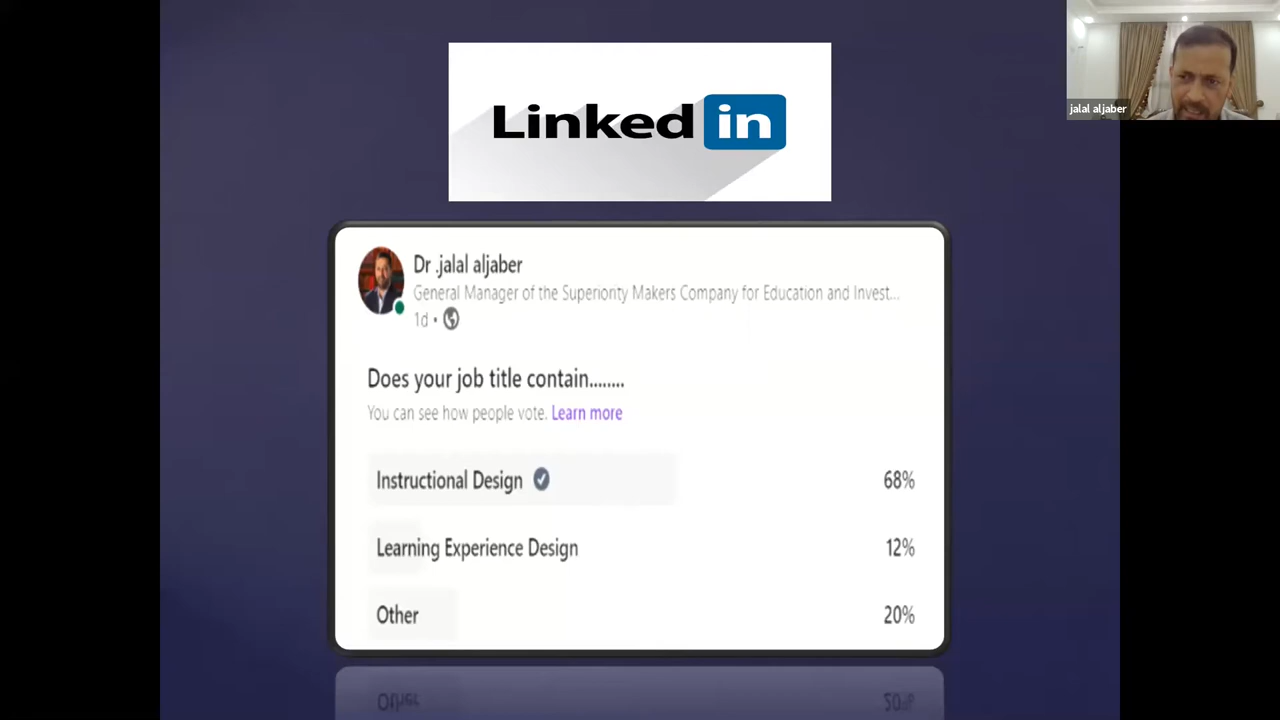 Linked in
jalal aljaber
Dr .jalal aljaber
General Manager of the Superiority Makers Company for Education and Invest...
1d •
Does your job title contain........
You can see how people vote. Learn more
Instructional Design 68%
Learning Experience Design 12%
Other 20%
Other 20%